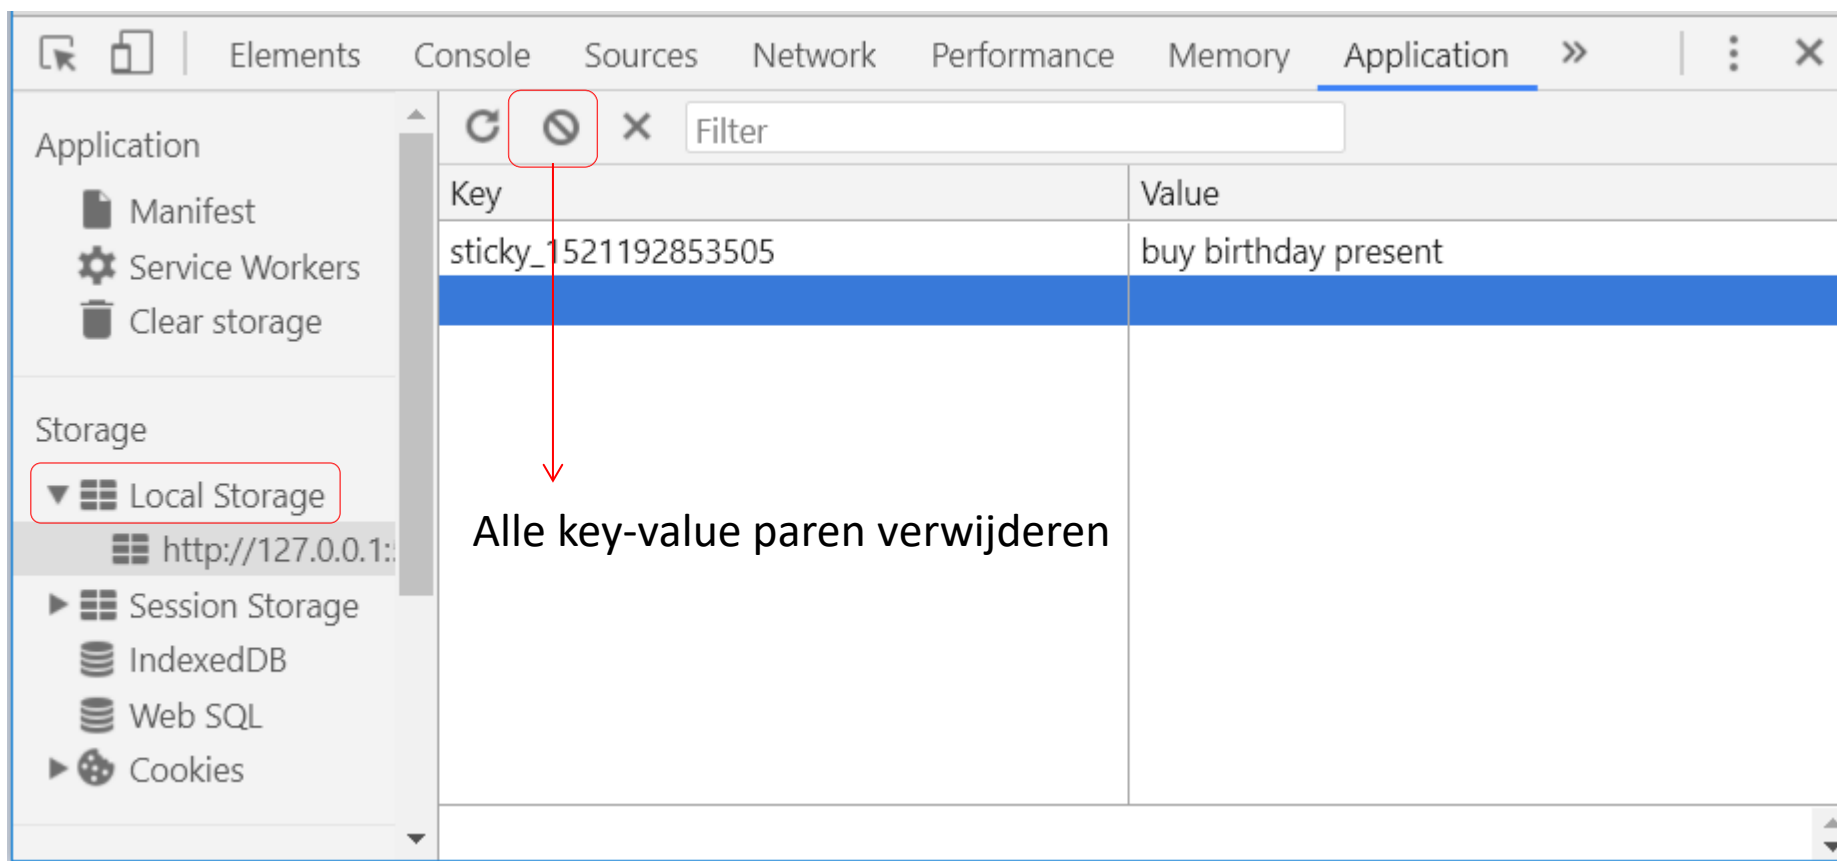 Elements Console Sources Network Performance Memory Application
Application
Manifest
Service Workers
Clear storage
Storage
Local Storage
http://127.0.0.1:
Session Storage
IndexedDB
Web SQL
Cookies
Filter
Key Value
sticky_1521192853505 buy birthday present
Alle key-value paren verwijderen